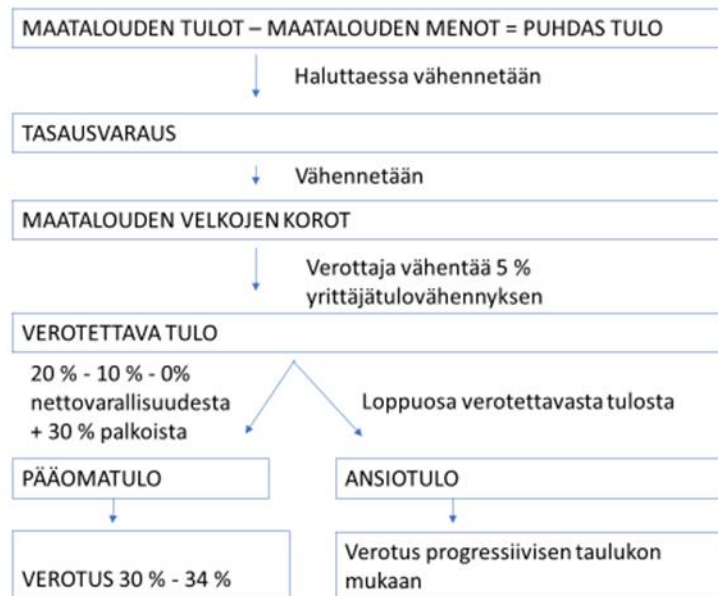 MAATALOUDEN TULOT – MAATALOUDEN MENOT = PUHDAS TULO
Haluttaessa vähennetään
TASAUSVARAUS
Vähennetään
MAATALOUDEN VELKOJEN KOROT
Verottaja vähentää 5 %
yrittäjätulovähennyksen
VEROTETTAVA TULO
20 % - 10 % - 0%
nettovarallisuudesta
+ 30 % palkoista
Loppuosa verotettavasta tulosta
PÄÄOMATULO
ANSIOTULO
VEROTUS 30 % - 34 %
Verotus progressiivisen taulukon
mukaan